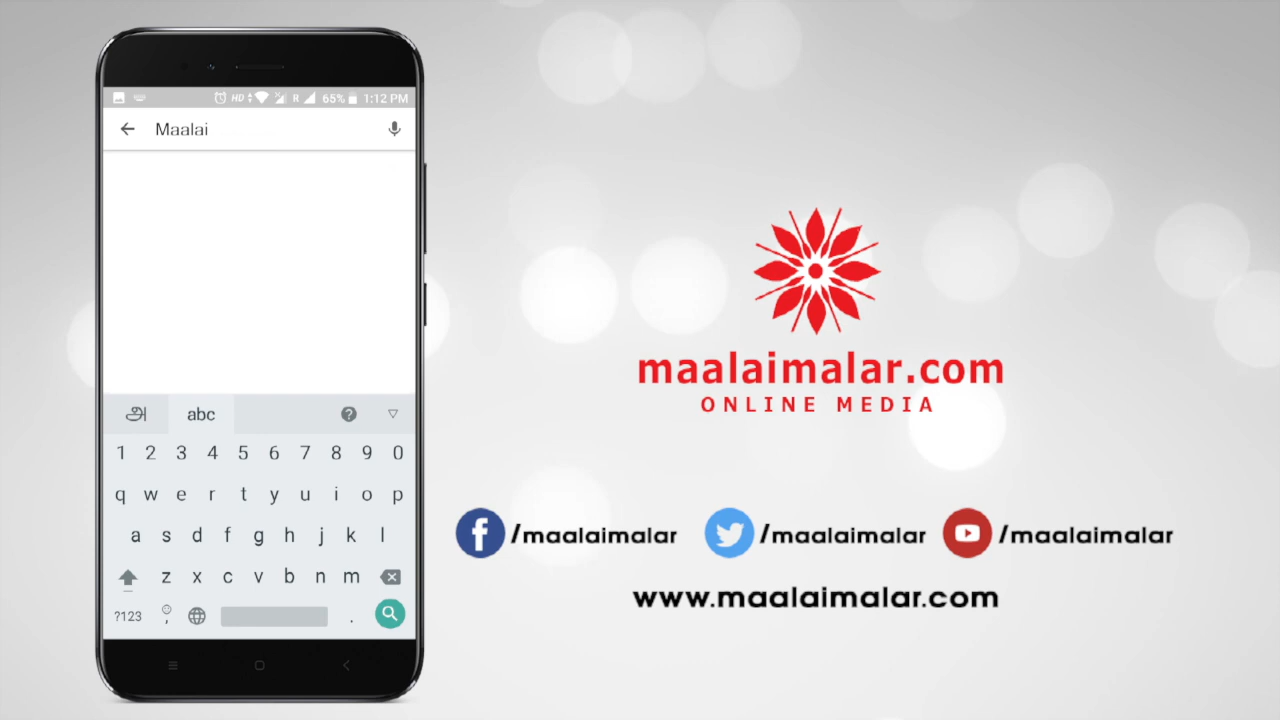 HD R 65% 1:12 PM
Maalai
அ abc ?
1 2 3 4 5 6 7 8 9 0
q w e r t y u i o p
a s d f g h j k l
z x c v b n m
?123 , .
maalaimalar.com
ONLINE MEDIA
/maalaimalar /maalaimalar /maalaimalar
www.maalaimalar.com